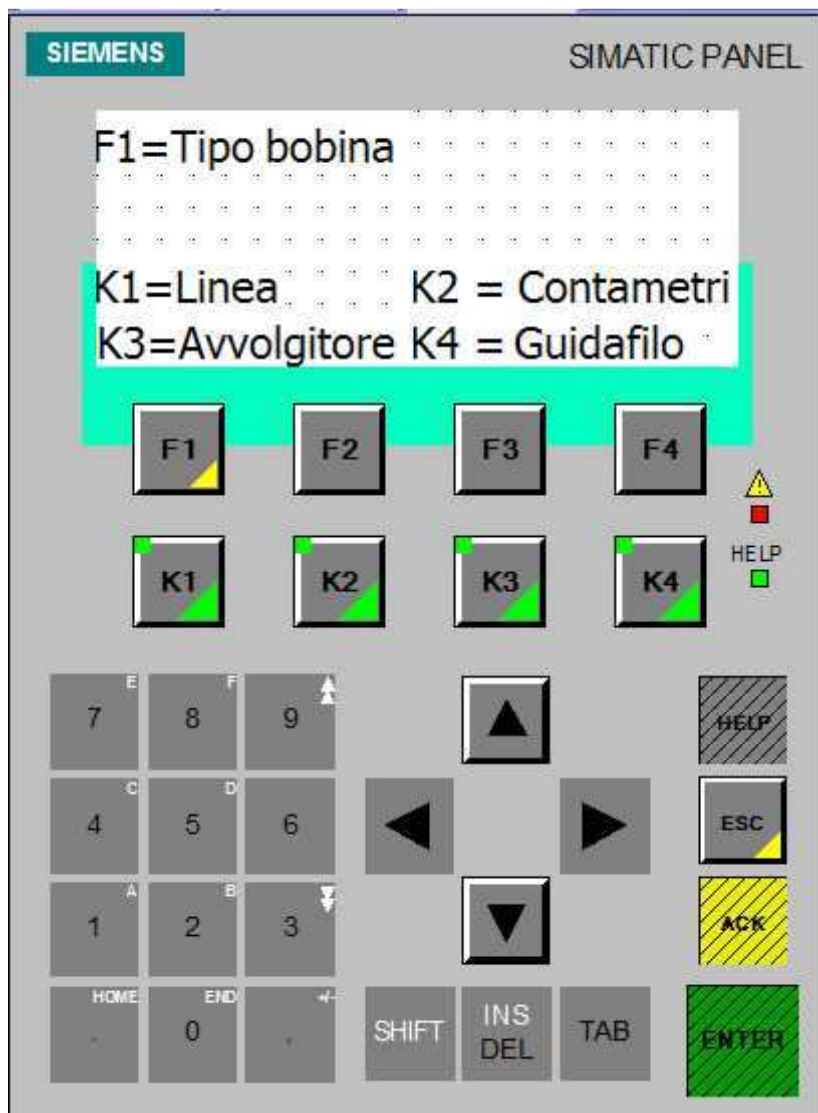 SIEMENS SIMATIC PANEL
F1=Tipo bobina
K1=Linea K2 = Contametri
K3=Avvolgitore K4 = Guidafilo
F1 F2 F3 F4
HELP
K1 K2 K3 K4
E F
7 8 9 HELP
C D
4 5 6 ESC
A B
1 2 3 ACK
HOME END +/-
. 0 . SHIFT INS DEL TAB ENTER